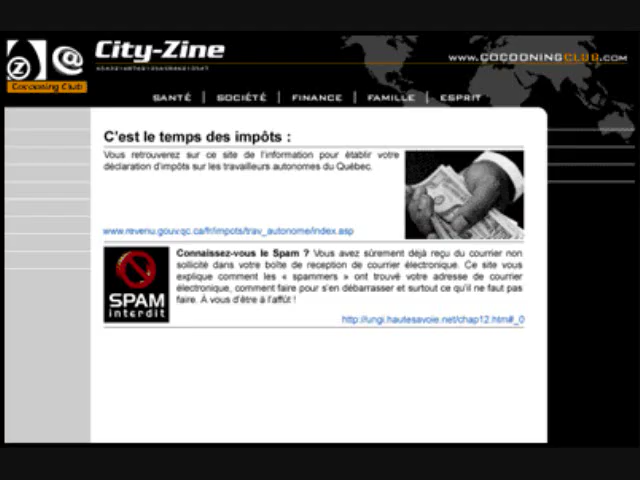 City-Zine
www.COCOONINGCLUB.com
Cocooning Club
SANTÉ | SOCIÉTÉ | FINANCE | FAMILLE | ESPRIT
C'est le temps des impôts :
Vous retrouverez sur ce site de l'information pour établir votre
déclaration d'impôts sur les travailleurs autonomes du Québec.
www.revenu.gouv.qc.ca/fr/impots/trav_autonome/index.asp
Connaissez-vous le Spam ? Vous avez sûrement déjà reçu du courrier non
sollicité dans votre boîte de reception de courrier électronique. Ce site vous
explique comment les « spammers » ont trouvé votre adresse de courrier
électronique, comment faire pour s'en débarrasser et surtout ce qu'il ne faut pas
faire. À vous d'être à l'affût !
SPAM
interdit
http://ungi.hautesavoie.net/chap12.htm#_0